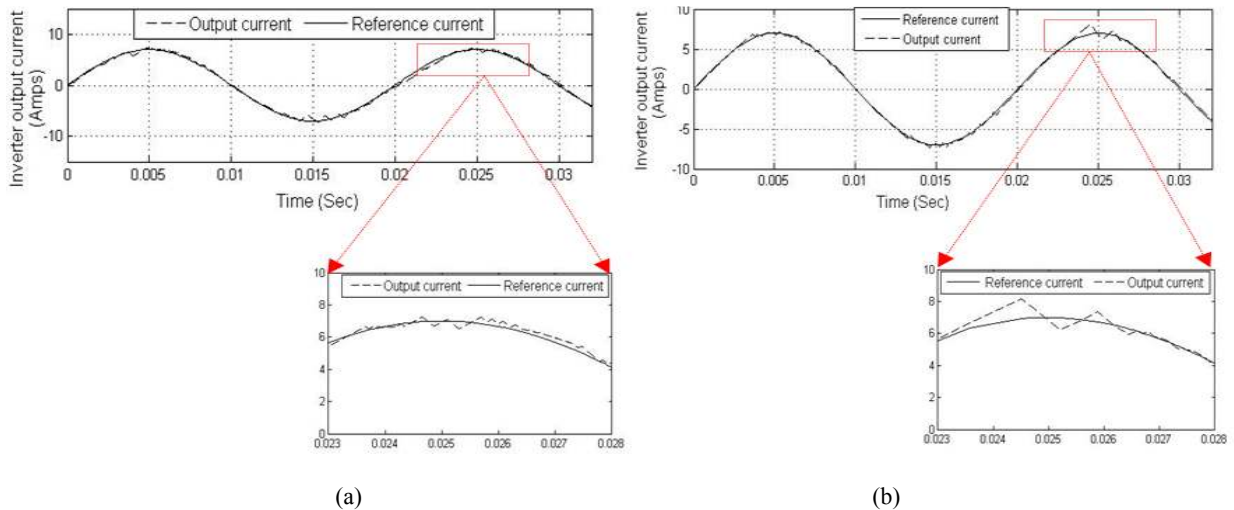 Output current Reference current
Inverter output current
(Amps)
10
0
-10
0 0.005 0.01 0.015 0.02 0.025 0.03
Time (Sec)
10
8
6
4
2
0
Output current Reference current
0.023 0.024 0.025 0.026 0.027 0.028
(a)
Reference current
Output current
Inverter output current
(Amps)
10
5
0
-5
-10
0 0.005 0.01 0.015 0.02 0.025 0.03
Time (Sec)
10
8
6
4
2
0
Reference current Output current
0.023 0.024 0.025 0.026 0.027 0.028
(b)